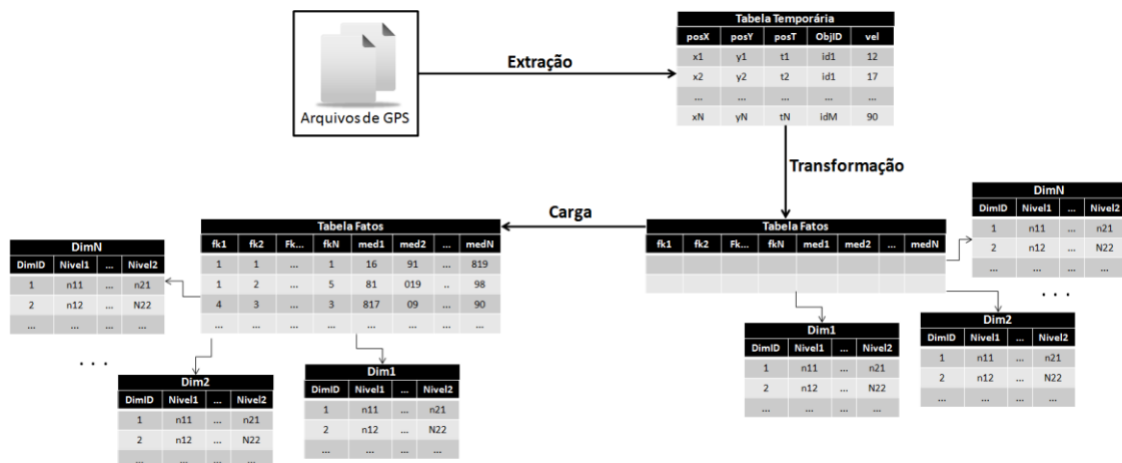 Arquivos de GPS
Extração
Tabela Temporária
posX posY posT ObjID vel
x1 y1 t1 id1 12
x2 y2 t2 id1 17
... ... ... ... ...
xN yN tN idM 90
Transformação
Carga
Tabela Fatos
fk1 fk2 Fk... fkN med1 med2 ... medN
1 1 ... 1 16 91 ... 819
1 2 ... 5 81 019 .. 98
4 3 ... 3 817 09 ... 90
... ... ... ... ... ... ... ...
DimN
DimID Nivel1 ... Nivel2
1 n11 ... n21
2 n12 ... N22
... ... ... ...
. . .
Dim2
DimID Nivel1 ... Nivel2
1 n11 ... n21
2 n12 ... N22
... ... ... ...
Dim1
DimID Nivel1 ... Nivel2
1 n11 ... n21
2 n12 ... N22
... ... ... ...
Tabela Fatos
fk1 fk2 Fk... fkN med1 med2 ... medN
DimN
DimID Nivel1 ... Nivel2
1 n11 ... n21
2 n12 ... N22
... ... ... ...
. . .
Dim1
DimID Nivel1 ... Nivel2
1 n11 ... n21
2 n12 ... N22
... ... ... ...
Dim2
DimID Nivel1 ... Nivel2
1 n11 ... n21
2 n12 ... N22
... ... ... ...